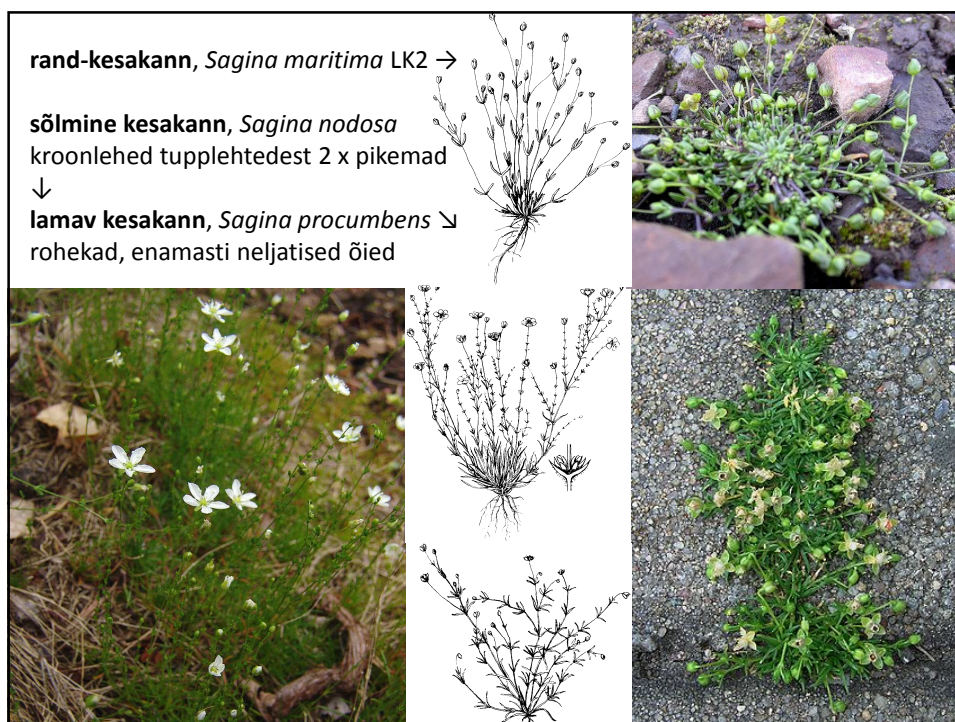 rand-kesakann, Sagina maritima LK2 →
sõlmine kesakann, Sagina nodosa
kroonlehed tupplehtedest 2 x pikemad
↓
lamav kesakann, Sagina procumbens ↘
rohekad, enamasti neljatised õied